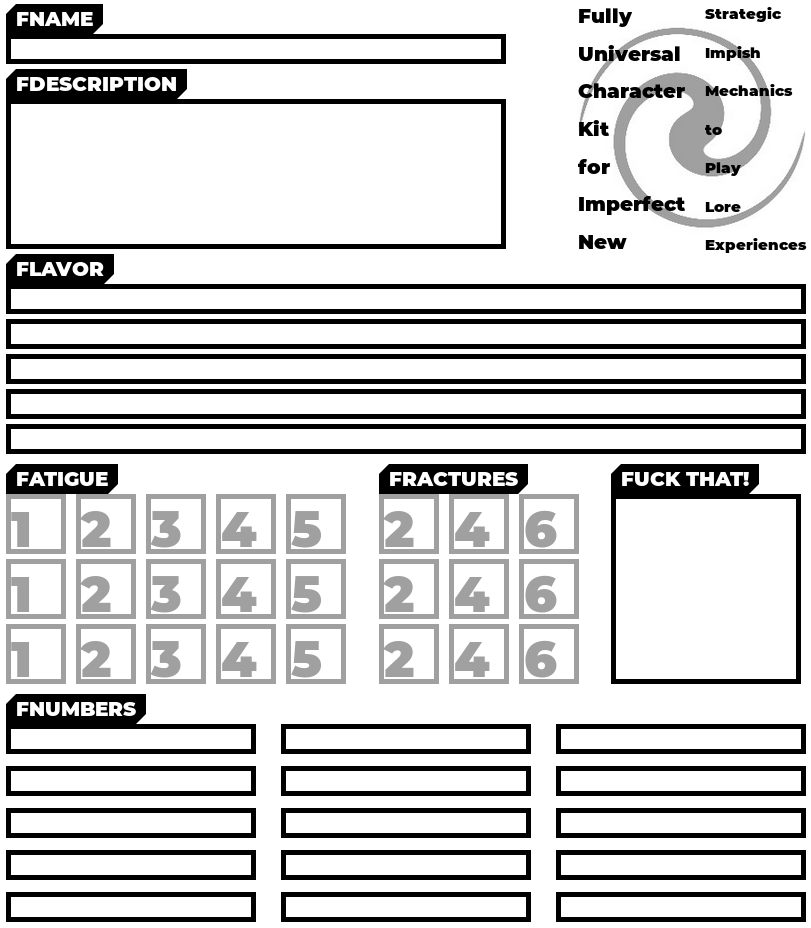 FNAME
Fully
Universal
Character
Kit
for
Imperfect
New
Strategic
Impish
Mechanics
to
Play
Lore
Experiences
FDESCRIPTION
FLAVOR
FATIGUE
1 2 3 4 5
1 2 3 4 5
1 2 3 4 5
FRACTURES
2 4 6
2 4 6
2 4 6
FUCK THAT!
FNUMBERS